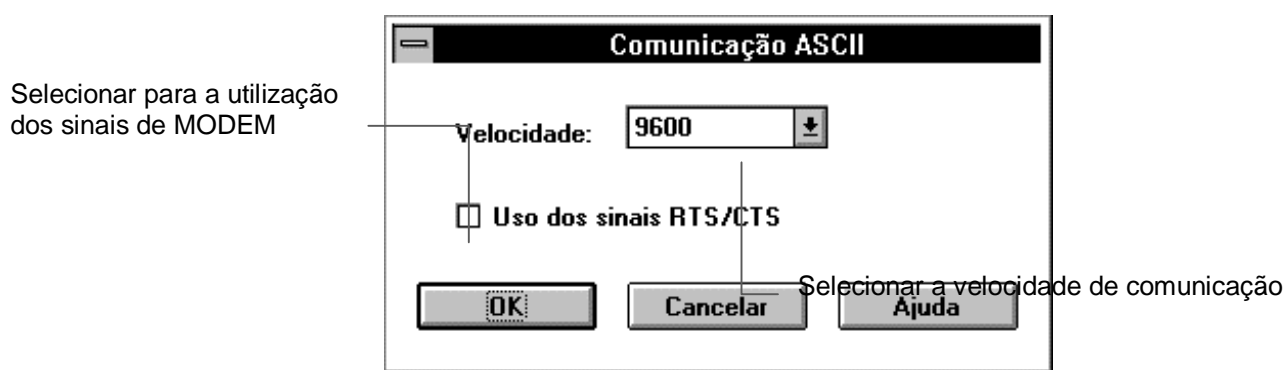 Comunicação ASCII
Selecionar para a utilização
dos sinais de MODEM
Velocidade:
9600
Uso dos sinais RTS/CTS
Selecionar a velocidade de comunicação
OK
Cancelar
Ajuda